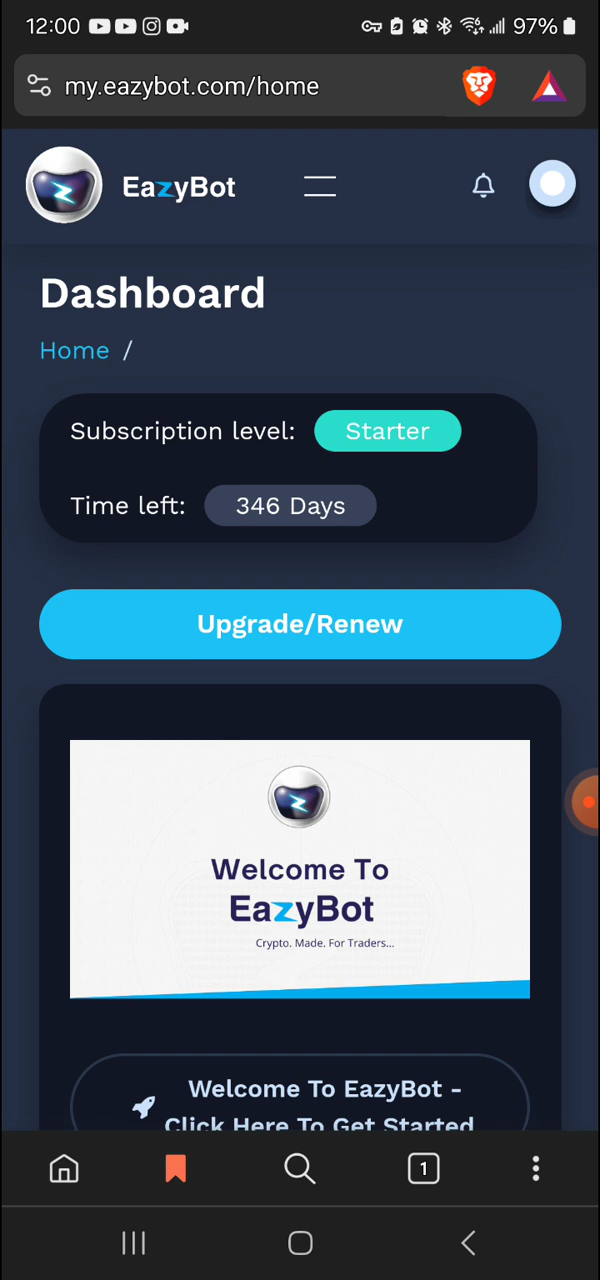 12:00 97%
my.eazybot.com/home
EazyBot
Dashboard
Home /
Subscription level: Starter
Time left: 346 Days
Upgrade/Renew
Welcome To
EazyBot
Crypto. Made. For Traders...
Welcome To EazyBot -
Click Here To Get Started
1